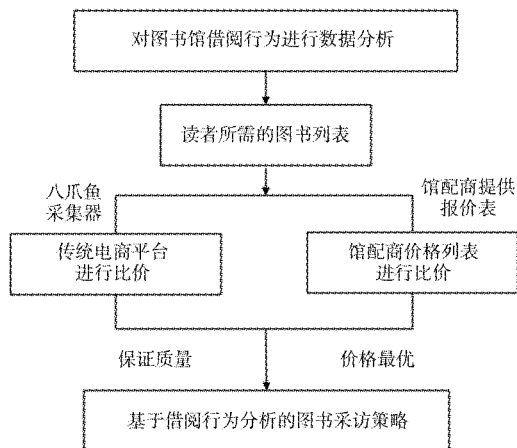 对图书馆借阅行为进行数据分析
读者所需的图书列表
八爪鱼
采集器
馆配商提供
报价表
传统电商平台
进行比价
馆配商价格列表
进行比价
保证质量
价格最优
基于借阅行为分析的图书采访策略